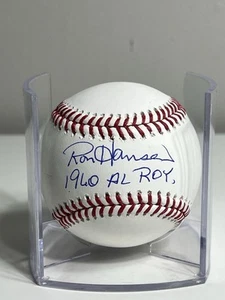 Ron Hansen
1960 AL ROY,